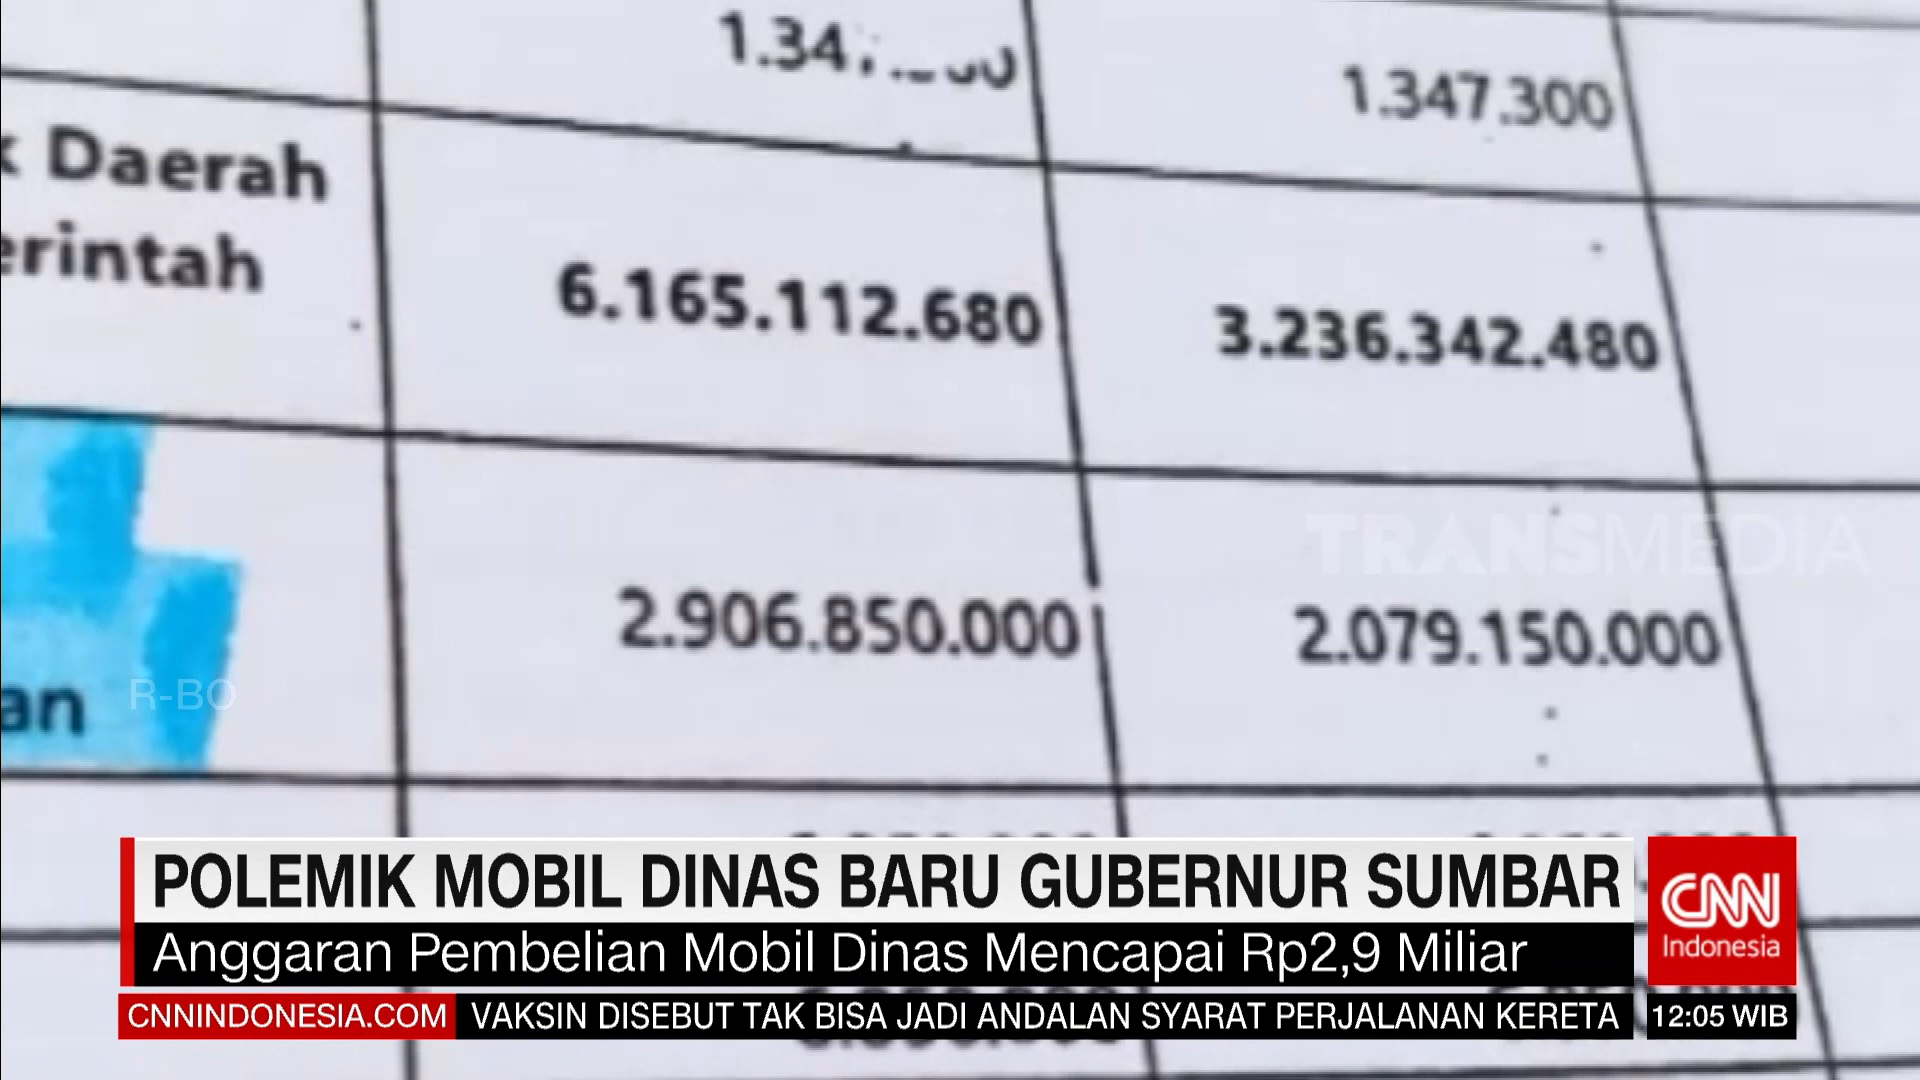 1.347.300
Daerah
erintah
6.165.112.680
3.236.342.480
TRANSMEDIA
2.906.850.000
2.079.150.000
an
R-BO
POLEMIK MOBIL DINAS BARU GUBERNUR SUMBAR
Anggaran Pembelian Mobil Dinas Mencapai Rp2,9 Miliar
CNN
Indonesia
CNNINDONESIA.COM
VAKSIN DISEBUT TAK BISA JADI ANDALAN SYARAT PERJALANAN KERETA
12:05 WIB